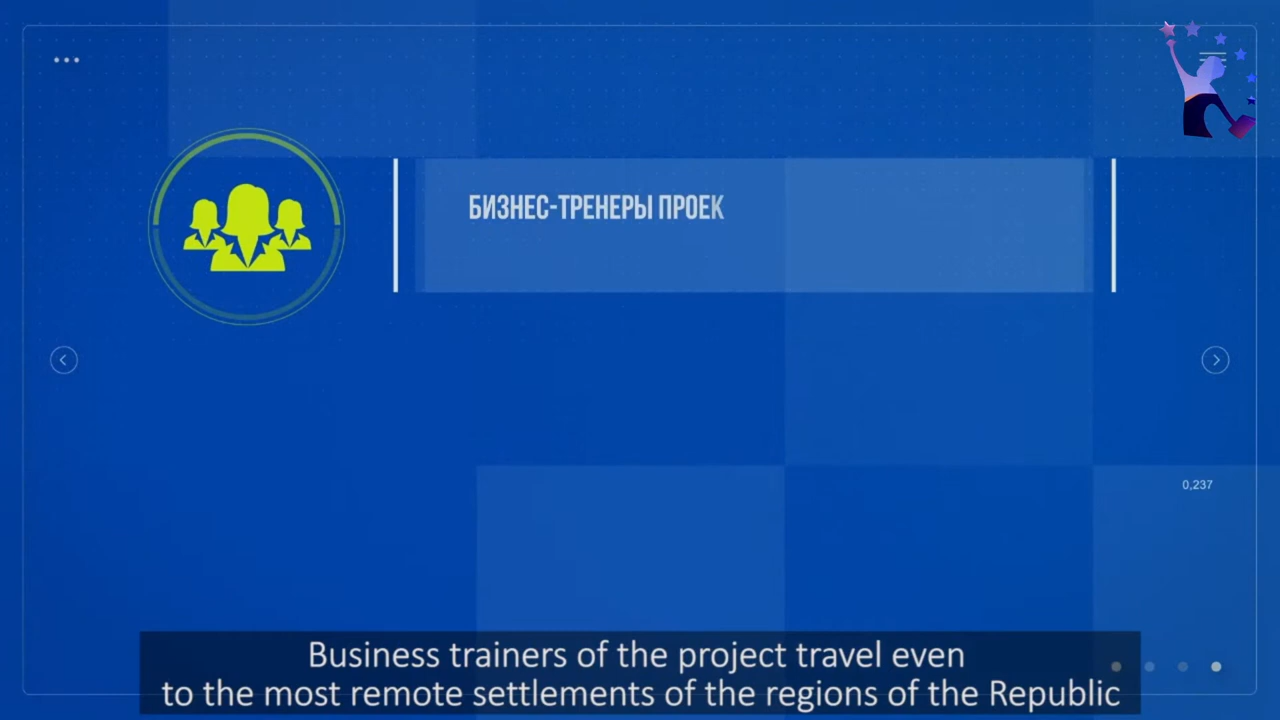 БИЗНЕС-ТРЕНЕРЫ ПРОЕК
0,237
Business trainers of the project travel even
to the most remote settlements of the regions of the Republic